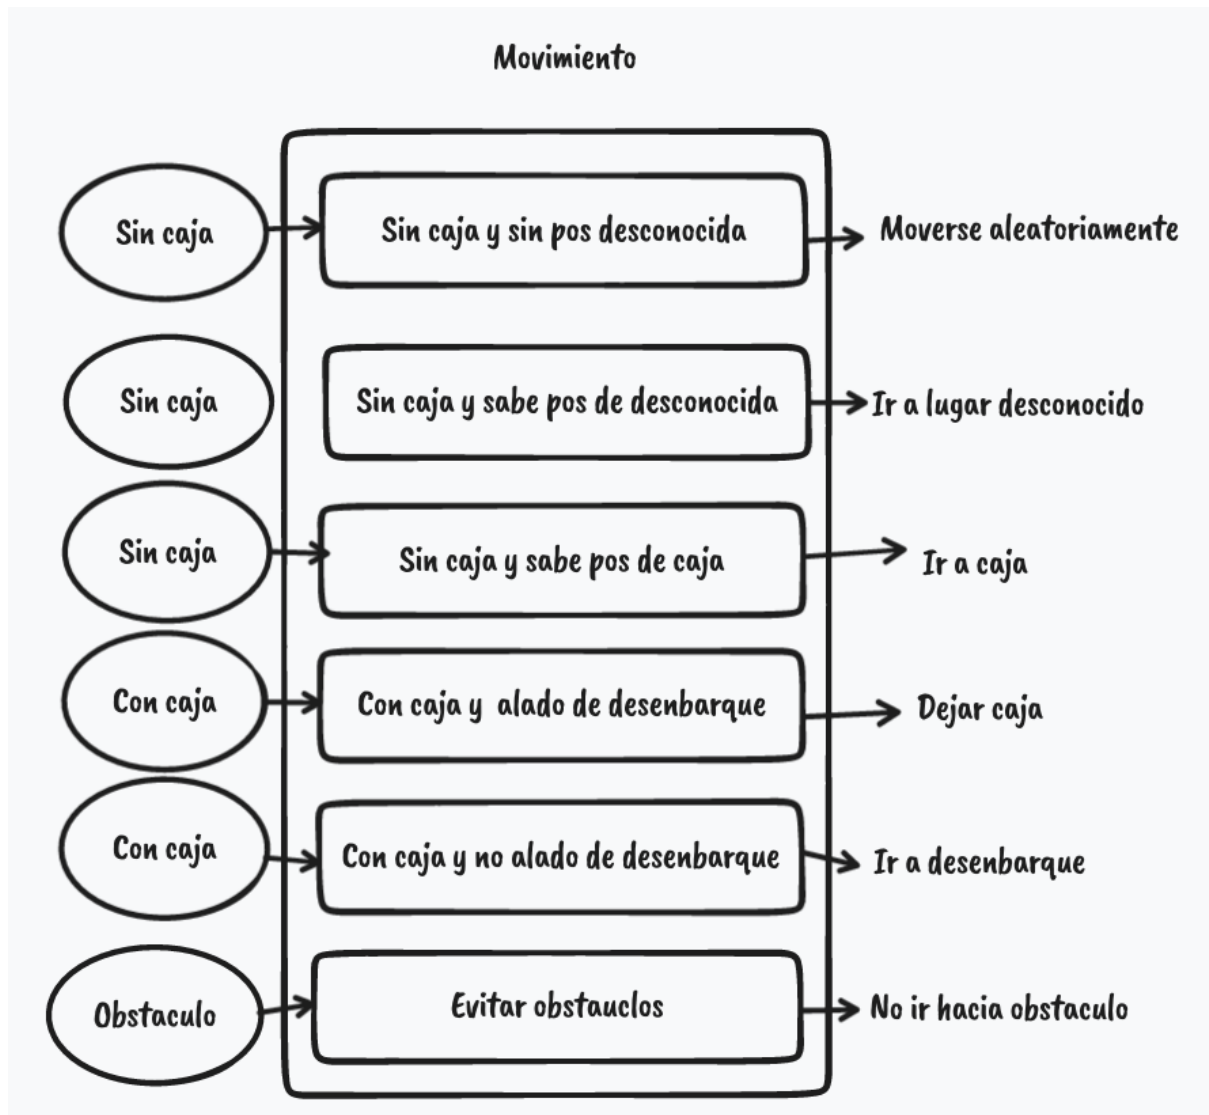 Movimiento
Sin caja
Sin caja y sin pos desconocida
Moverse aleatoriamente
Sin caja
Sin caja y sabe pos de desconocida
Ir a lugar desconocido
Sin caja
Sin caja y sabe pos de caja
Ir a caja
Con caja
Con caja y alado de desenbarque
Dejar caja
Con caja
Con caja y no alado de desenbarque
Ir a desenbarque
Obstaculo
Evitar obstauclos
No ir hacia obstaculo